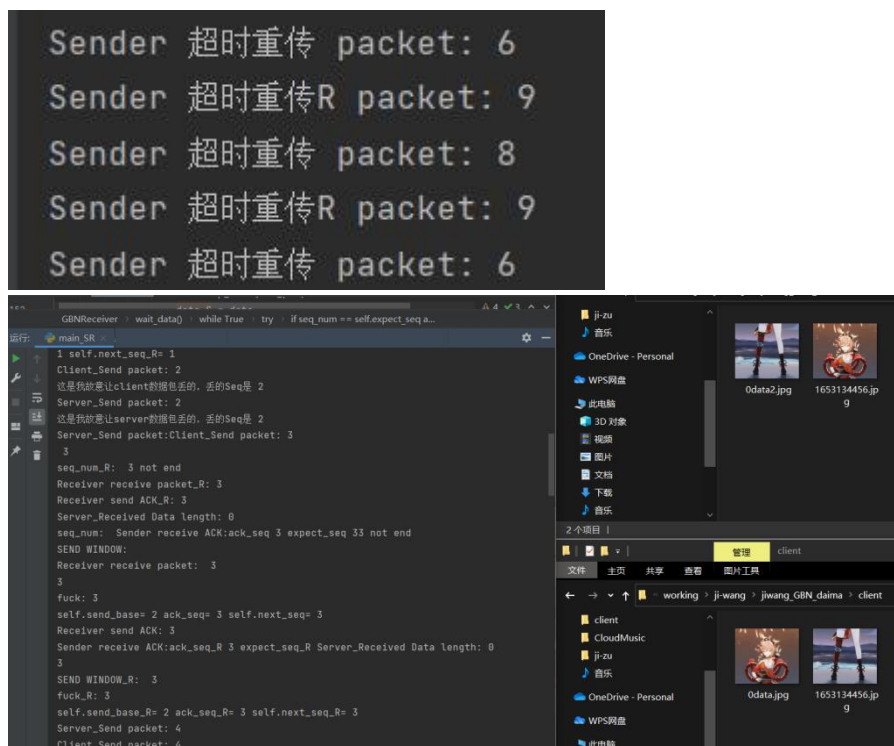 Sender 超时重传 packet: 6
Sender 超时重传R packet: 9
Sender 超时重传 packet: 8
Sender 超时重传R packet: 9
Sender 超时重传 packet: 6
GBNReceiver › wait_data() › while True › try › if seq_num == self.expect_seq a...
运行: main_SR
1 self.next_seq_R= 1
Client_Send packet: 2
这是我故意让client数据包丢的，丢的Seq是 2
Server_Send packet: 2
这是我故意让server数据包丢的，丢的Seq是 2
Server_Send packet:Client_Send packet: 3
3
seq_num_R: 3 not end
Receiver receive packet_R: 3
Receiver send ACK_R: 3
Server_Received Data length: 0
seq_num: Sender receive ACK:ack_seq 3 expect_seq 33 not end
SEND WINDOW:
Receiver receive packet: 3
3
fuck: 3
self.send_base= 2 ack_seq= 3 self.next_seq= 3
Receiver send ACK: 3
Sender receive ACK:ack_seq_R 3 expect_seq_R Server_Received Data length: 0
3
SEND WINDOW_R: 3
fuck_R: 3
self.send_base_R= 2 ack_seq_R= 3 self.next_seq_R= 3
Server_Send packet: 4
Client_Send packet: 4
ji-zu
音乐
OneDrive - Personal
WPS网盘
此电脑
3D 对象
视频
图片
文档
下载
音乐
0data2.jpg
1653134456.jp
g
2 个项目
管理
client
文件 主页 共享 查看 图片工具
working › ji-wang › jiwang_GBN_daima › client
client
CloudMusic
ji-zu
音乐
OneDrive - Personal
WPS网盘
此电脑
0data.jpg
1653134456.jp
g